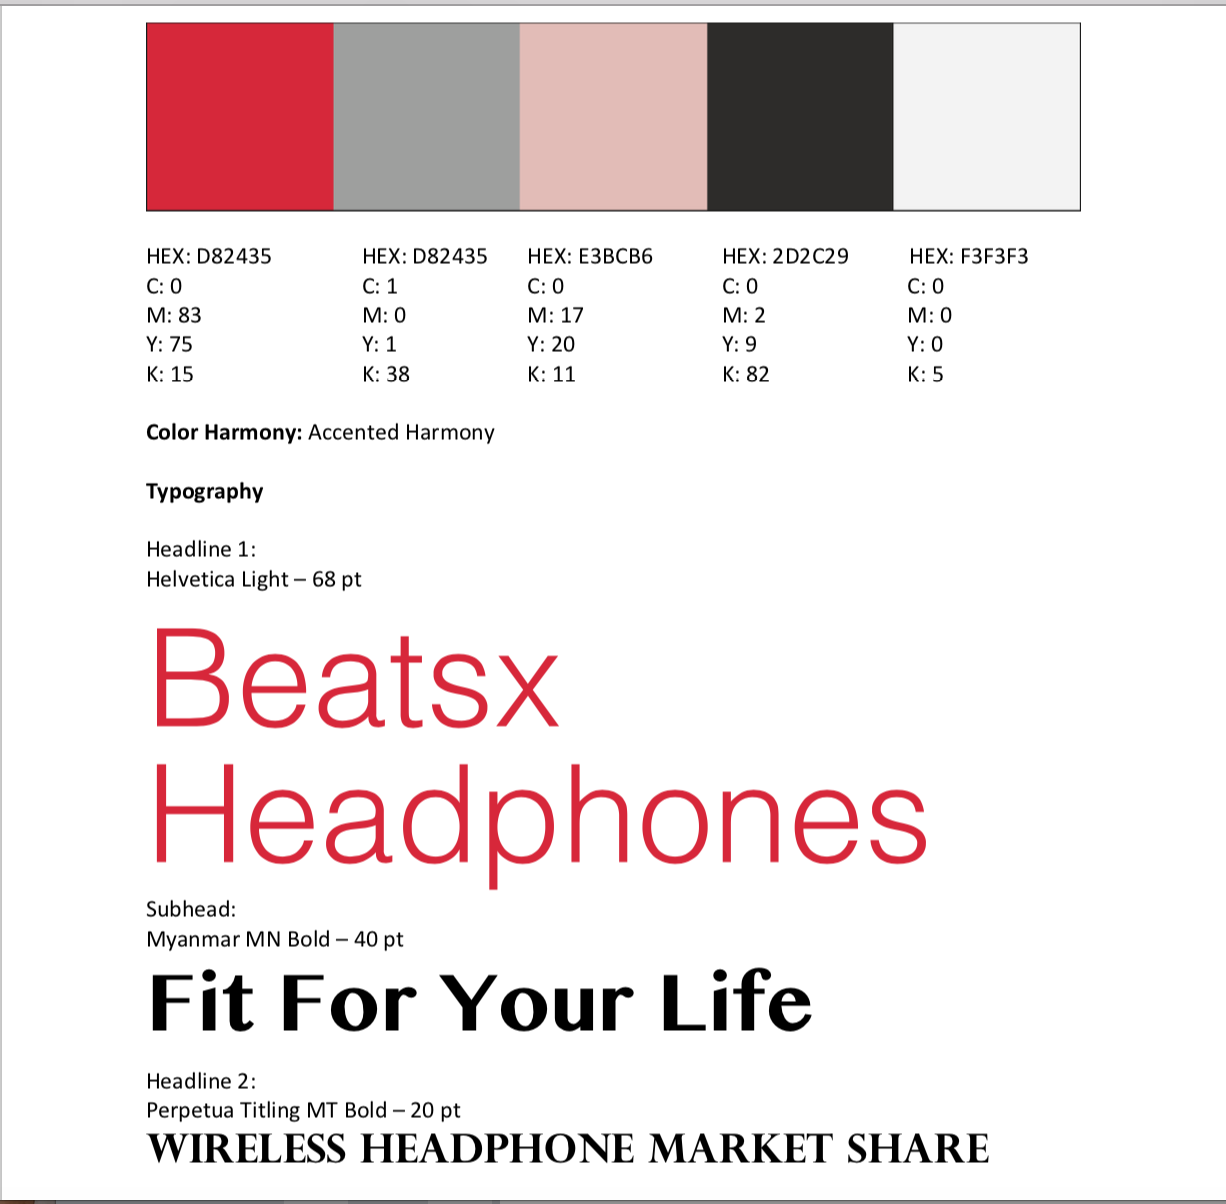 HEX: D82435 HEX: D82435 HEX: E3BCB6 HEX: 2D2C29 HEX: F3F3F3
C: 0 C: 1 C: 0 C: 0 C: 0
M: 83 M: 0 M: 17 M: 2 M: 0
Y: 75 Y: 1 Y: 20 Y: 9 Y: 0
K: 15 K: 38 K: 11 K: 82 K: 5
Color Harmony: Accented Harmony
Typography
Headline 1:
Helvetica Light – 68 pt
Beatsx
Headphones
Subhead:
Myanmar MN Bold – 40 pt
Fit For Your Life
Headline 2:
Perpetua Titling MT Bold – 20 pt
WIRELESS HEADPHONE MARKET SHARE